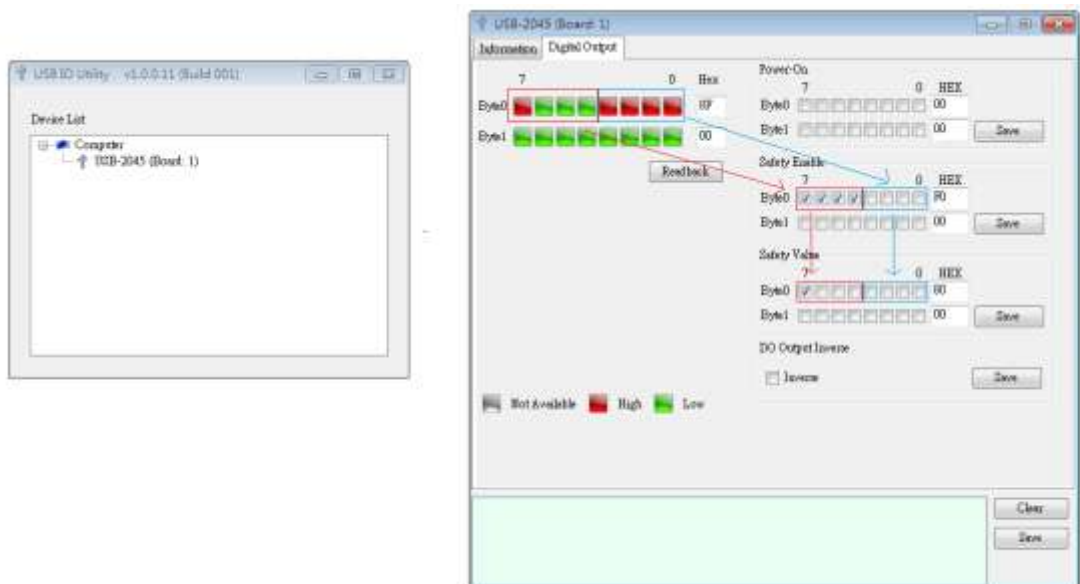 USB IO Utility v1.0.0.11 (Build 001)
Device List
Computer
USB-2045 (Board: 1)
USB-2045 (Board: 1)
Information Digital Output
7 0 Hex
Byte0 8F
Byte1 00
Readback
Not Available High Low
Power-On
7 0 HEX
Byte0 00
Byte1 00 Save
Safety Enable
7 0 HEX
Byte0 F0
Byte1 00 Save
Safety Value
7 0 HEX
Byte0 80
Byte1 00 Save
DO Output Inverse
Inverse Save
Clear
Save